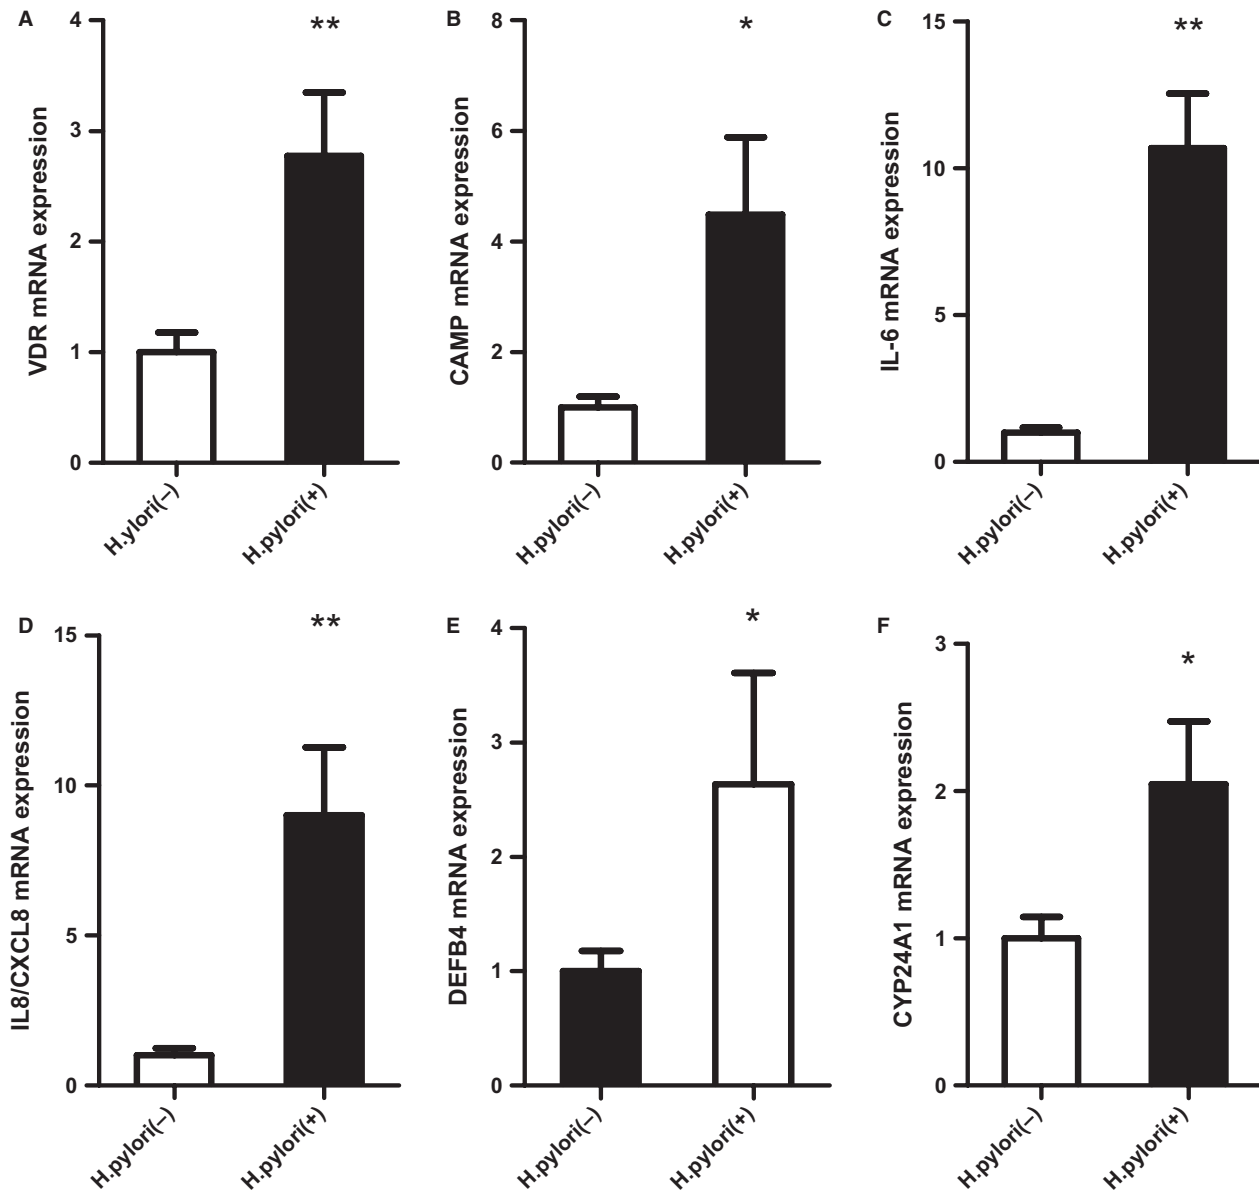 A
VDR mRNA expression
4
3
2
1
0
**
H.ylori(−)
H.pylori(+)
B
CAMP mRNA expression
8
6
4
2
0
*
H.pylori(−)
H.pylori(+)
C
IL-6 mRNA expression
15
10
5
0
**
H.pylori(−)
H.pylori(+)
D
IL8/CXCL8 mRNA expression
15
10
5
0
**
H.pylori(−)
H.pylori(+)
E
DEFB4 mRNA expression
4
3
2
1
0
*
H.pylori(−)
H.pylori(+)
F
CYP24A1 mRNA expression
3
2
1
0
*
H.pylori(−)
H.pylori(+)